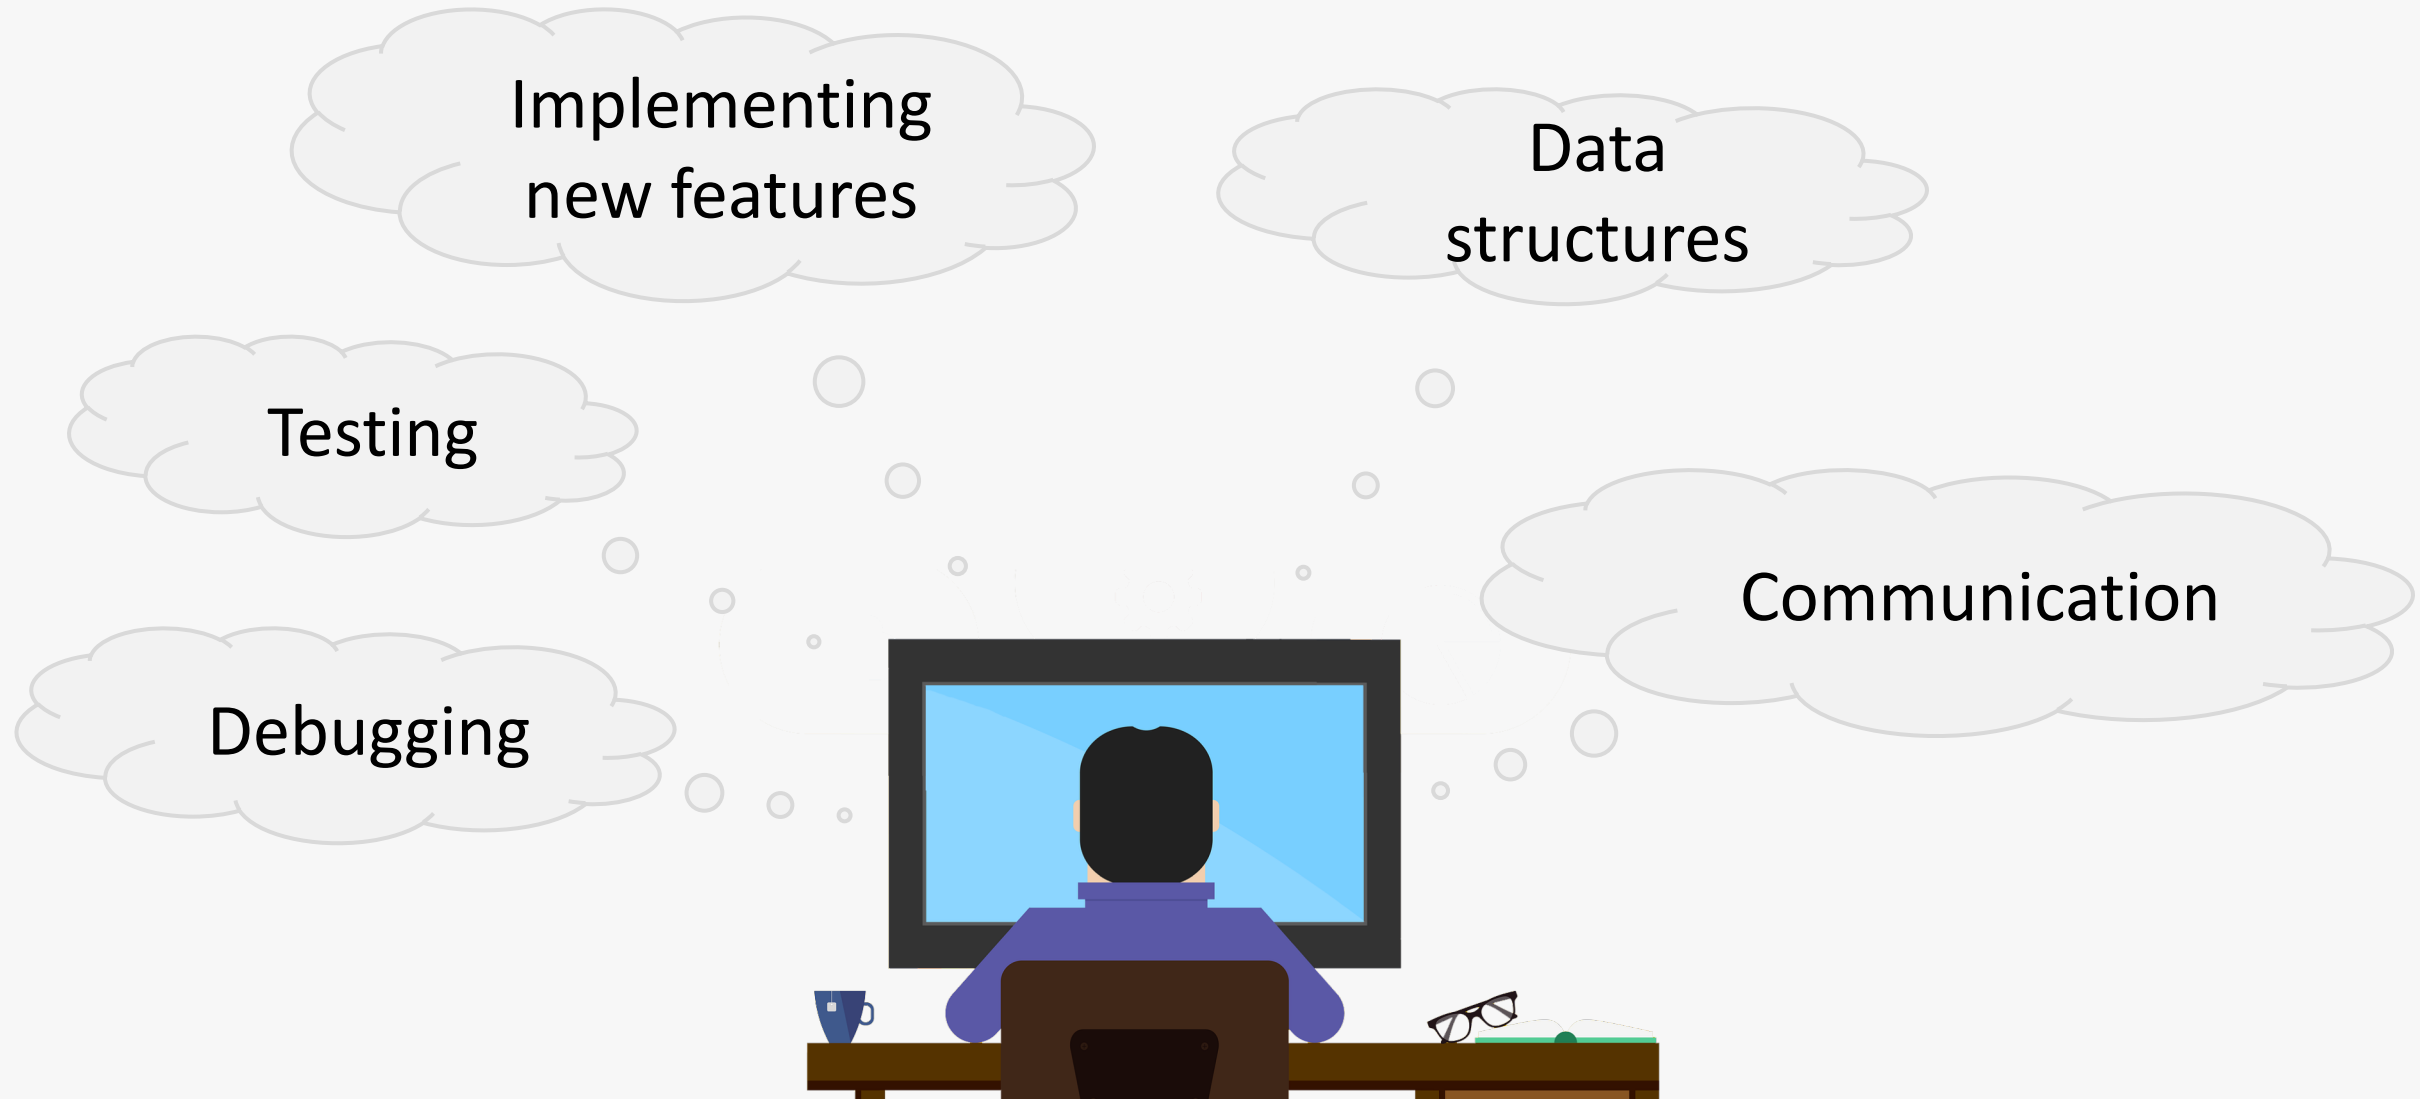 Implementing
new features
Data
structures
Testing
Communication
Debugging